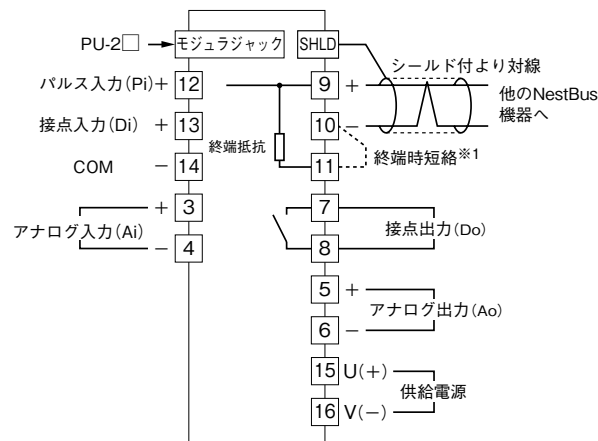 PU-2□
モジュラジャック
SHLD
シールド付より対線
パルス入力(Pi)+ 12
9 +
他のNestBus
機器へ
接点入力(Di) + 13
10 −
終端抵抗
COM − 14
11
終端時短絡※1
+ 3
アナログ入力(Ai)
− 4
7
接点出力(Do)
8
5 +
アナログ出力(Ao)
6 −
15 U(+)
供給電源
16 V(−)